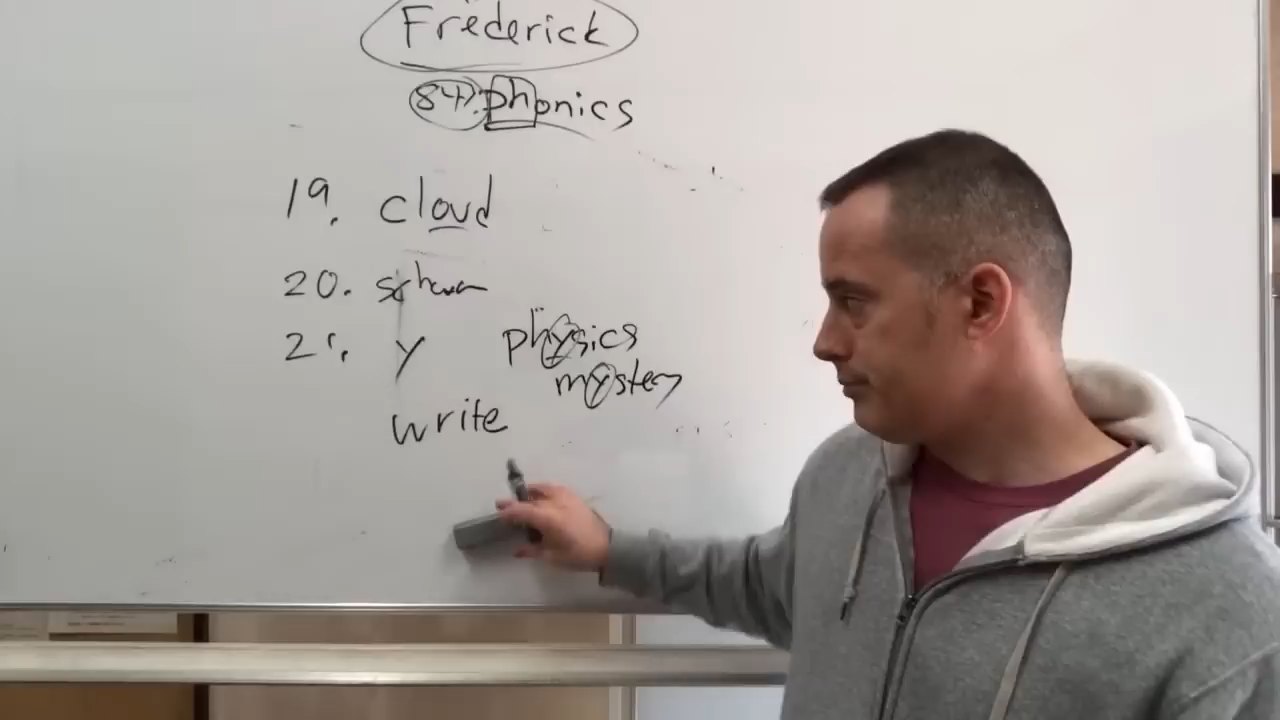 Frederick
84%: phonics
19. cloud
20. schwa
21. y physics
mystery
write